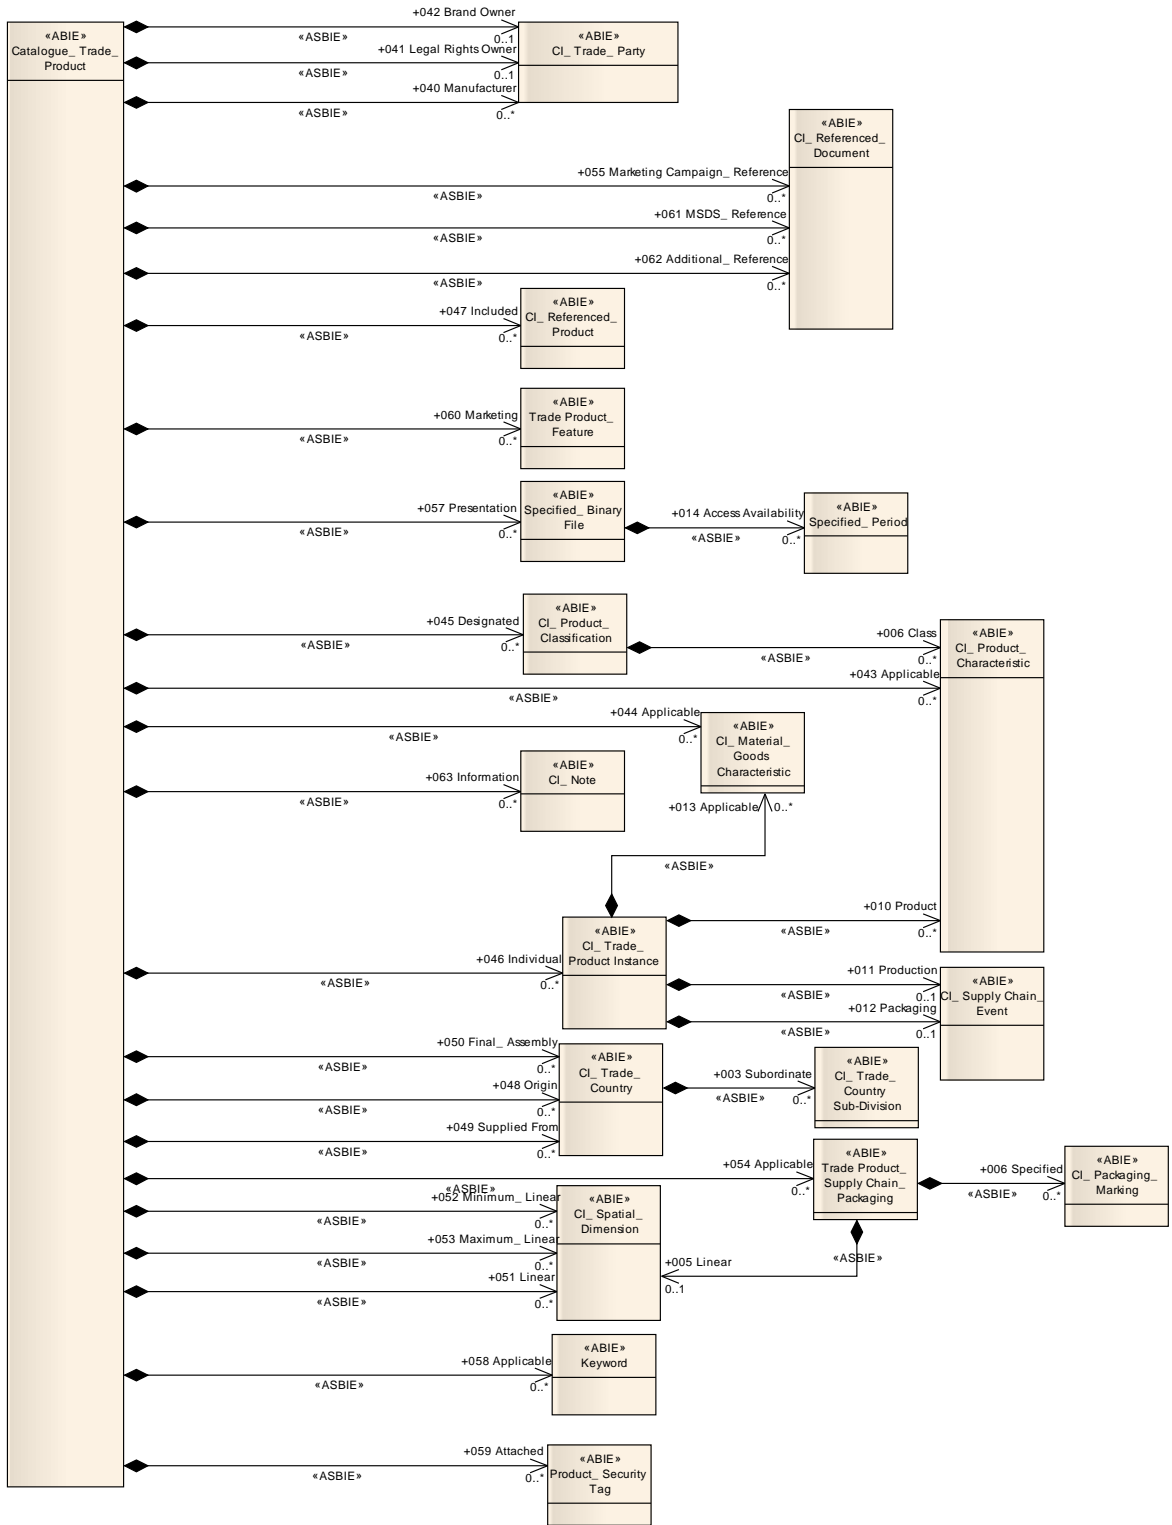 +042 Brand Owner
«ABIE»
Catalogue_ Trade_
Product
«ASBIE»
0..1
«ABIE»
CI_ Trade_ Party
+041 Legal Rights Owner
«ASBIE»
0..1
+040 Manufacturer
«ASBIE»
0..*
«ABIE»
CI_ Referenced_
Document
+055 Marketing Campaign_ Reference
«ASBIE»
0..*
+061 MSDS_ Reference
«ASBIE»
0..*
+062 Additional_ Reference
«ASBIE»
0..*
+047 Included
«ASBIE»
0..*
«ABIE»
CI_ Referenced_
Product
+060 Marketing
«ASBIE»
0..*
«ABIE»
Trade Product_
Feature
+057 Presentation
«ASBIE»
0..*
«ABIE»
Specified_ Binary
File
+014 Access Availability
«ASBIE»
0..*
«ABIE»
Specified_ Period
+045 Designated
«ASBIE»
0..*
«ABIE»
CI_ Product_
Classification
+006 Class
«ASBIE»
0..*
«ABIE»
CI_ Product_
Characteristic
+043 Applicable
«ASBIE»
0..*
+044 Applicable
«ASBIE»
0..*
«ABIE»
CI_ Material_
Goods
Characteristic
+063 Information
«ASBIE»
0..*
«ABIE»
CI_ Note
+013 Applicable
0..*
«ASBIE»
+010 Product
«ASBIE»
0..*
+046 Individual
«ASBIE»
0..*
«ABIE»
CI_ Trade_
Product Instance
+011 Production
«ASBIE»
0..1
+012 Packaging
«ASBIE»
0..1
«ABIE»
CI_ Supply Chain_
Event
+050 Final_ Assembly
«ASBIE»
0..*
+048 Origin
«ASBIE»
0..*
+049 Supplied From
«ASBIE»
0..*
«ABIE»
CI_ Trade_
Country
+003 Subordinate
«ASBIE»
0..*
«ABIE»
CI_ Trade_
Country
Sub-Division
+054 Applicable
«ASBIE»
0..*
«ABIE»
Trade Product_
Supply Chain_
Packaging
+006 Specified
«ASBIE»
0..*
«ABIE»
CI_ Packaging_
Marking
+052 Minimum_ Linear
«ASBIE»
0..*
+053 Maximum_ Linear
«ASBIE»
0..*
+051 Linear
«ASBIE»
0..*
«ABIE»
CI_ Spatial_
Dimension
+005 Linear
0..1
«ASBIE»
+058 Applicable
«ASBIE»
0..*
«ABIE»
Keyword
+059 Attached
«ASBIE»
0..*
«ABIE»
Product_ Security
Tag